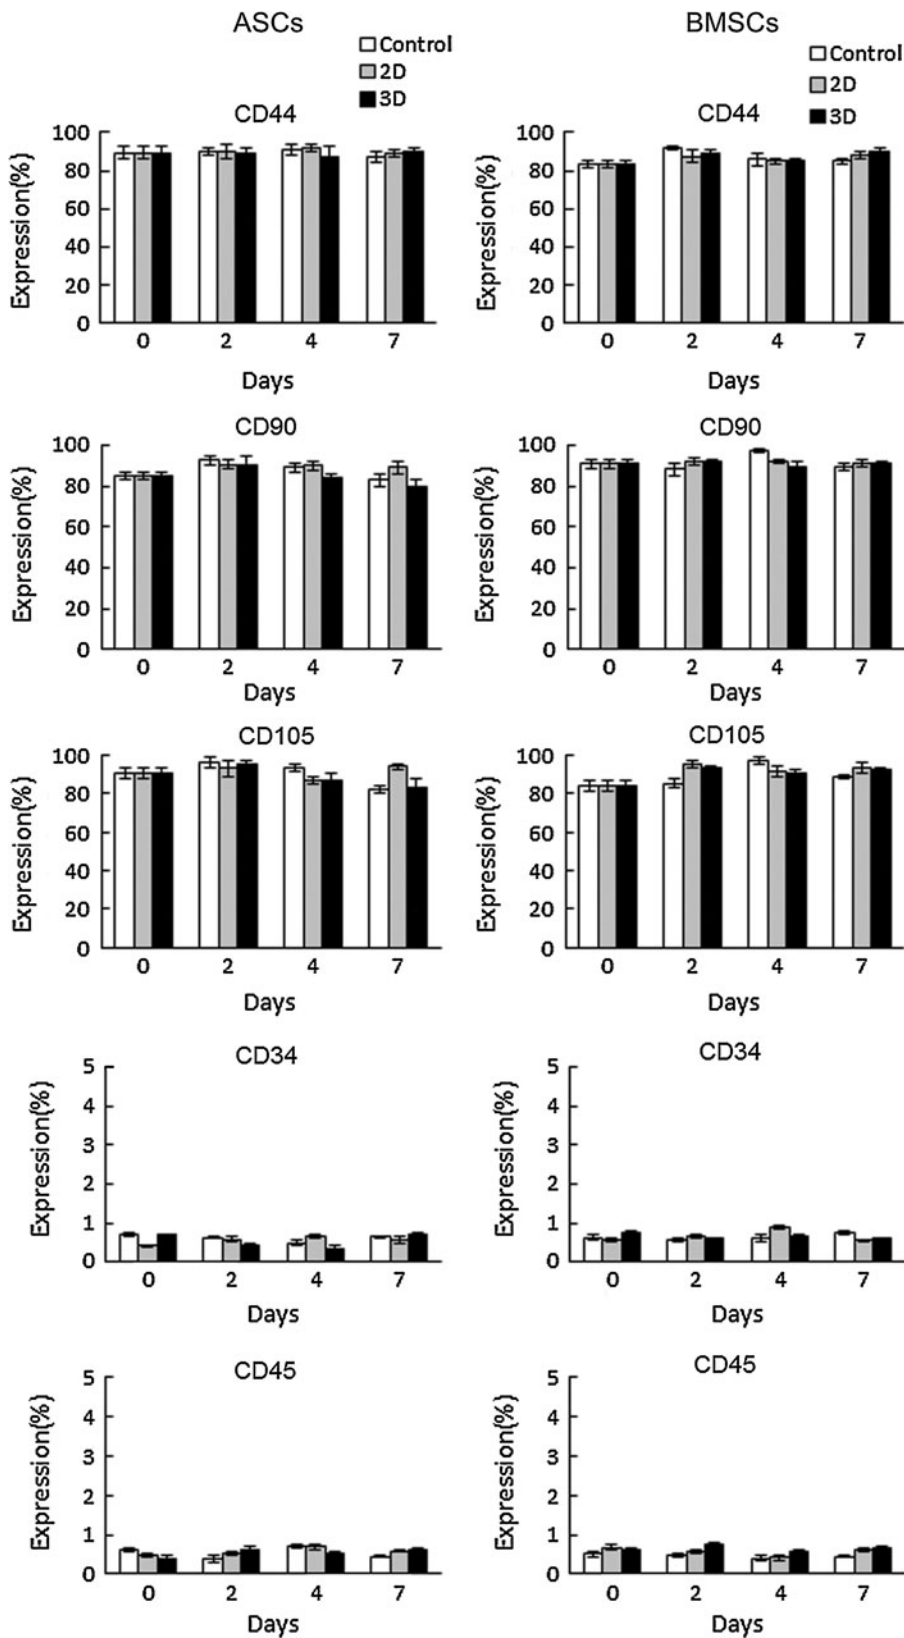 ASCs
BMSCs
Control
2D
3D
Control
2D
3D
CD44
Expression(%)
100
80
60
40
20
0
0 2 4 7
Days
CD44
Expression(%)
100
80
60
40
20
0
0 2 4 7
Days
CD90
Expression(%)
100
80
60
40
20
0
0 2 4 7
Days
CD90
Expression(%)
100
80
60
40
20
0
0 2 4 7
Days
CD105
Expression(%)
100
80
60
40
20
0
0 2 4 7
Days
CD105
Expression(%)
100
80
60
40
20
0
0 2 4 7
Days
CD34
Expression(%)
5
4
3
2
1
0
0 2 4 7
Days
CD34
Expression(%)
5
4
3
2
1
0
0 2 4 7
Days
CD45
Expression(%)
5
4
3
2
1
0
0 2 4 7
Days
CD45
Expression(%)
5
4
3
2
1
0
0 2 4 7
Days